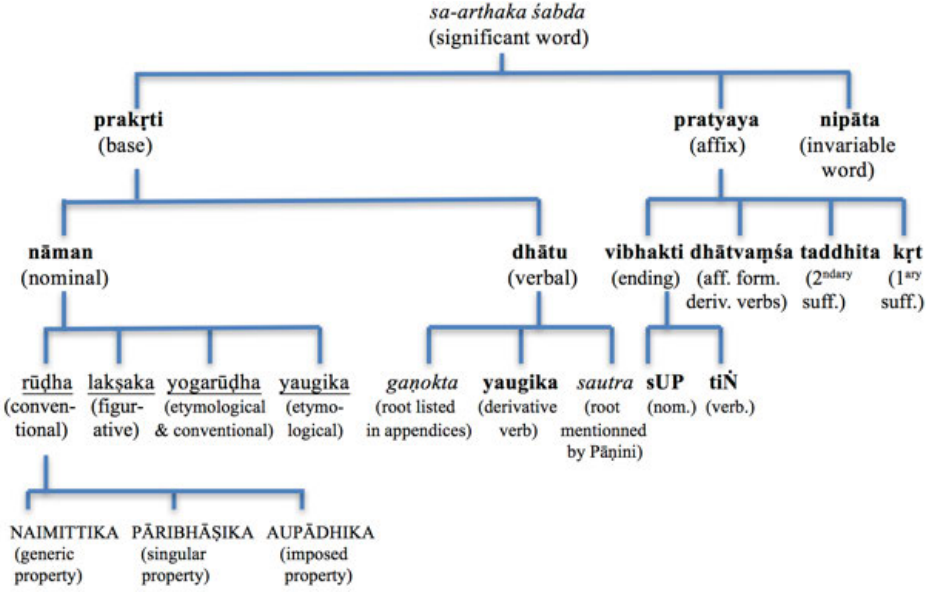 sa-arthaka śabda
(significant word)
prakṛti
(base)
pratyaya
(affix)
nipāta
(invariable
word)
nāman
(nominal)
dhātu
(verbal)
vibhakti
(ending)
dhātvaṃśa
(aff. form.
deriv. verbs)
taddhita
(2ndary
suff.)
kṛt
(1ary
suff.)
rūḍha
(conven-
tional)
lakṣaka
(figur-
ative)
yogarūḍha
(etymological
& conventional)
yaugika
(etymo-
logical)
gaṇokta
(root listed
in appendices)
yaugika
(derivative
verb)
sautra
(root
mentionned
by Pāṇini)
sUP
(nom.)
tiṄ
(verb.)
NAIMITTIKA
(generic
property)
PĀRIBHĀṢIKA
(singular
property)
AUPĀDHIKA
(imposed
property)